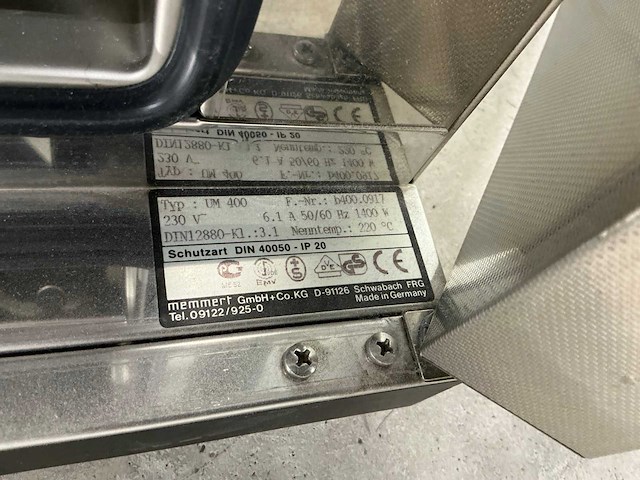 Typ : UM 400 F.-Nr.: b400.0917
230 V~ 6.1 A 50/60 Hz 1400 W
DIN12880-Kl.:3.1 Nenntemp.: 220 °C
Schutzart DIN 40050 - IP 20
EMV
memmert GmbH+Co.KG D-91126 Schwabach FRG
Tel. 09122/925-0 Made in Germany